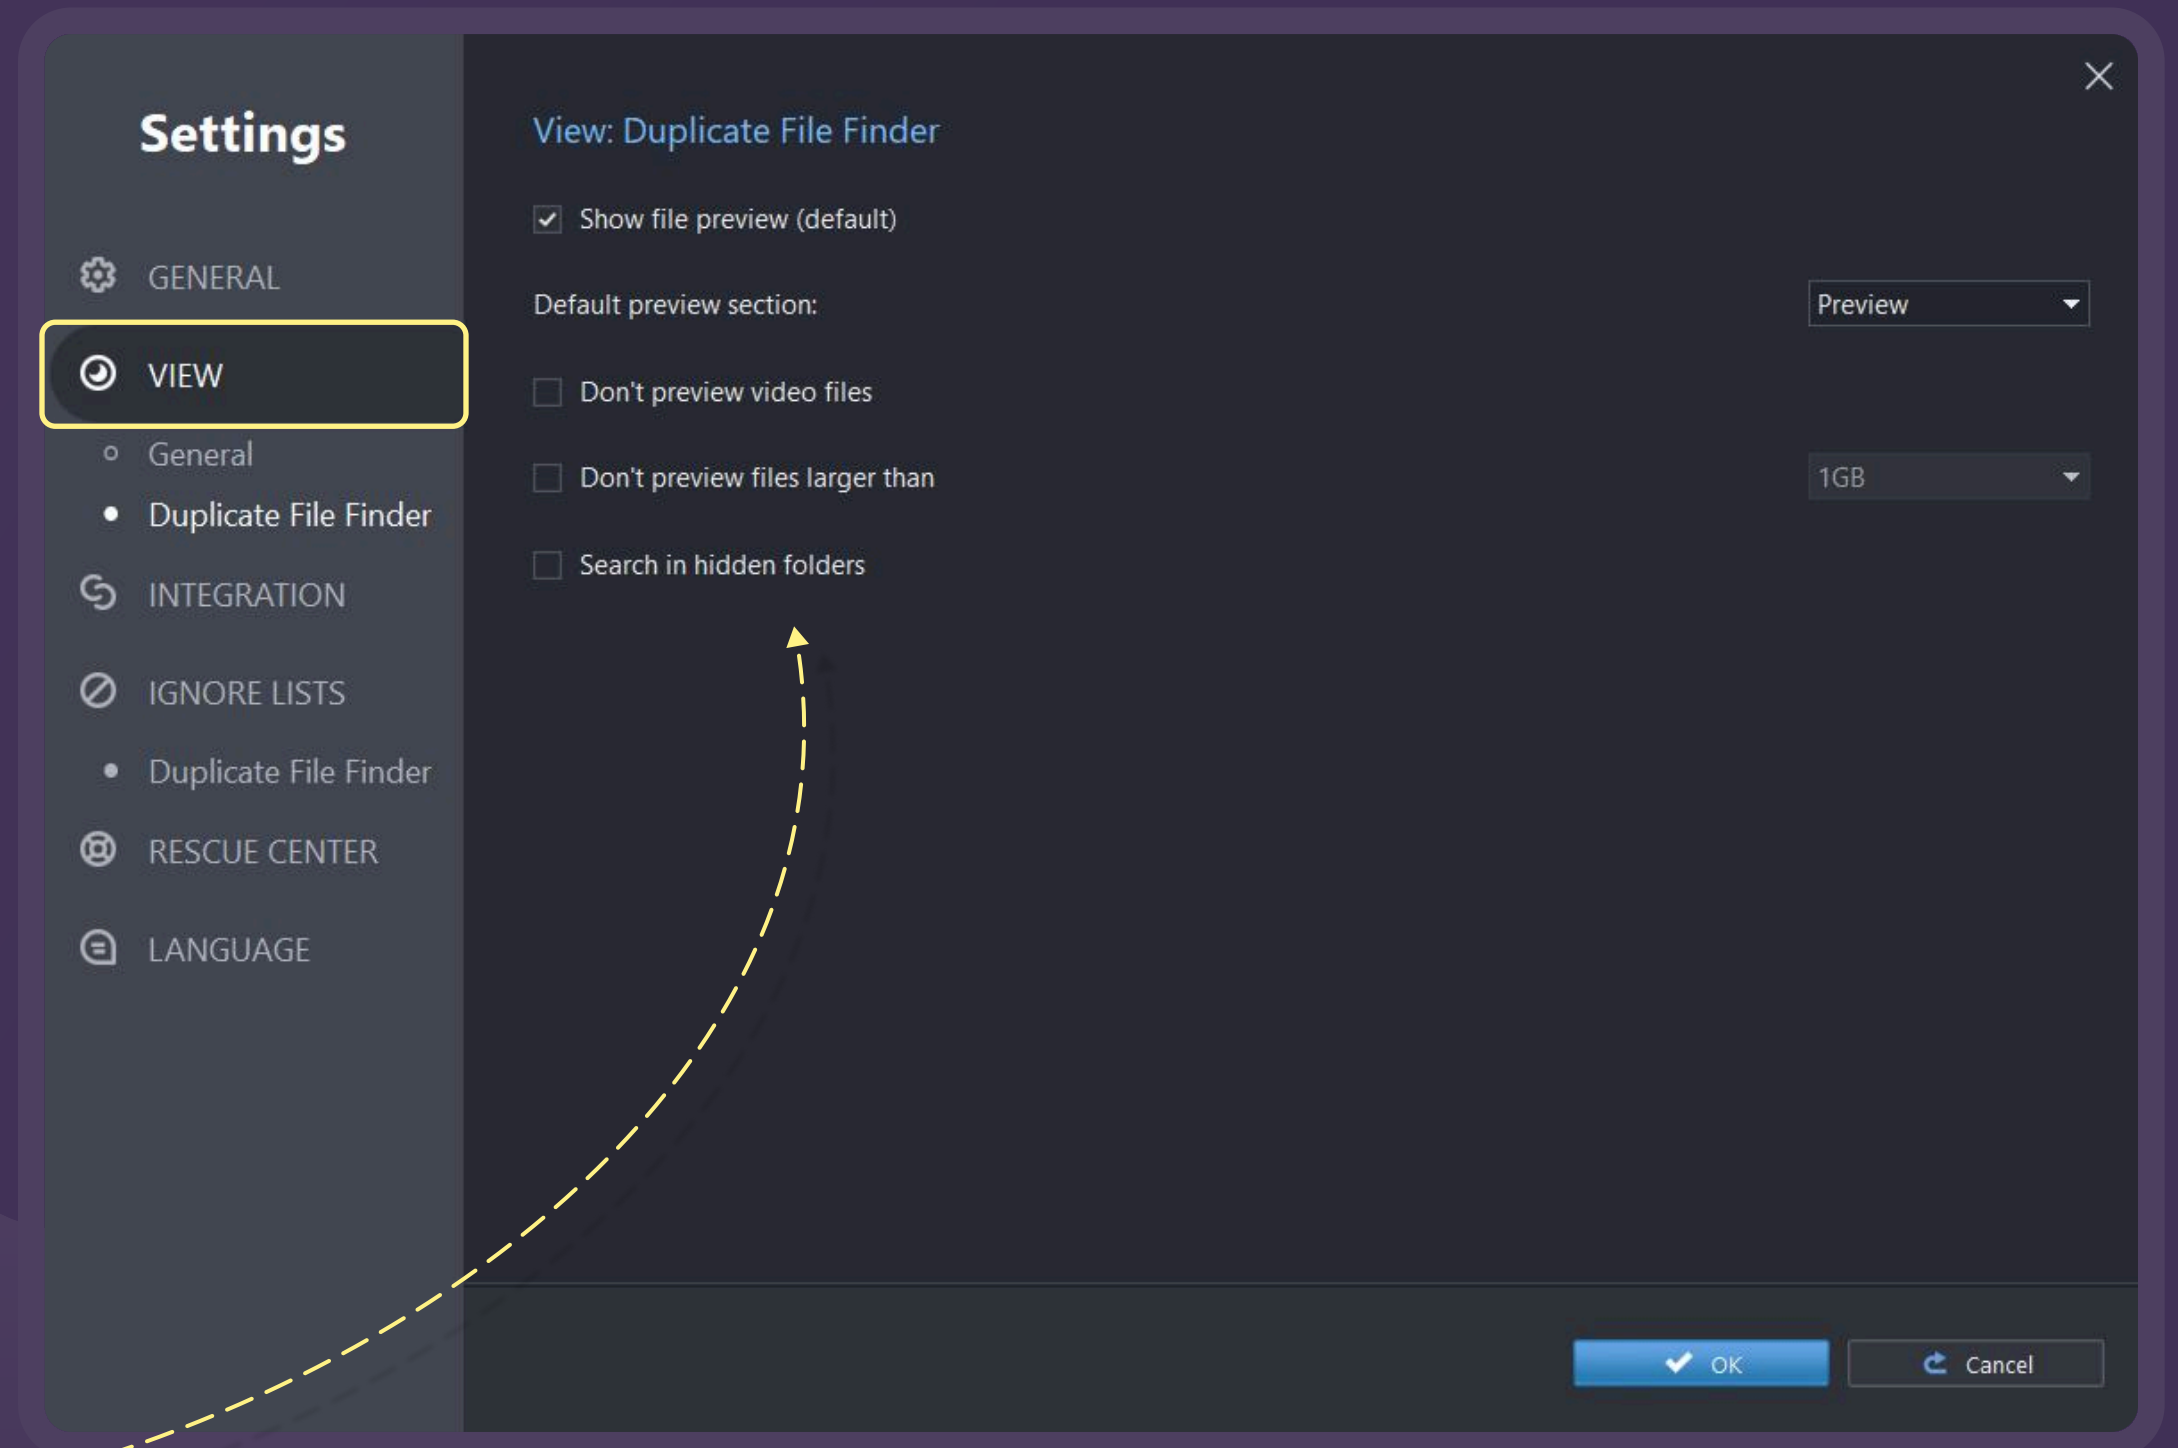 Settings
GENERAL
VIEW
General
Duplicate File Finder
INTEGRATION
IGNORE LISTS
Duplicate File Finder
RESCUE CENTER
LANGUAGE
View: Duplicate File Finder
Show file preview (default)
Default preview section:
Preview
Don't preview video files
Don't preview files larger than
1GB
Search in hidden folders
OK
Cancel